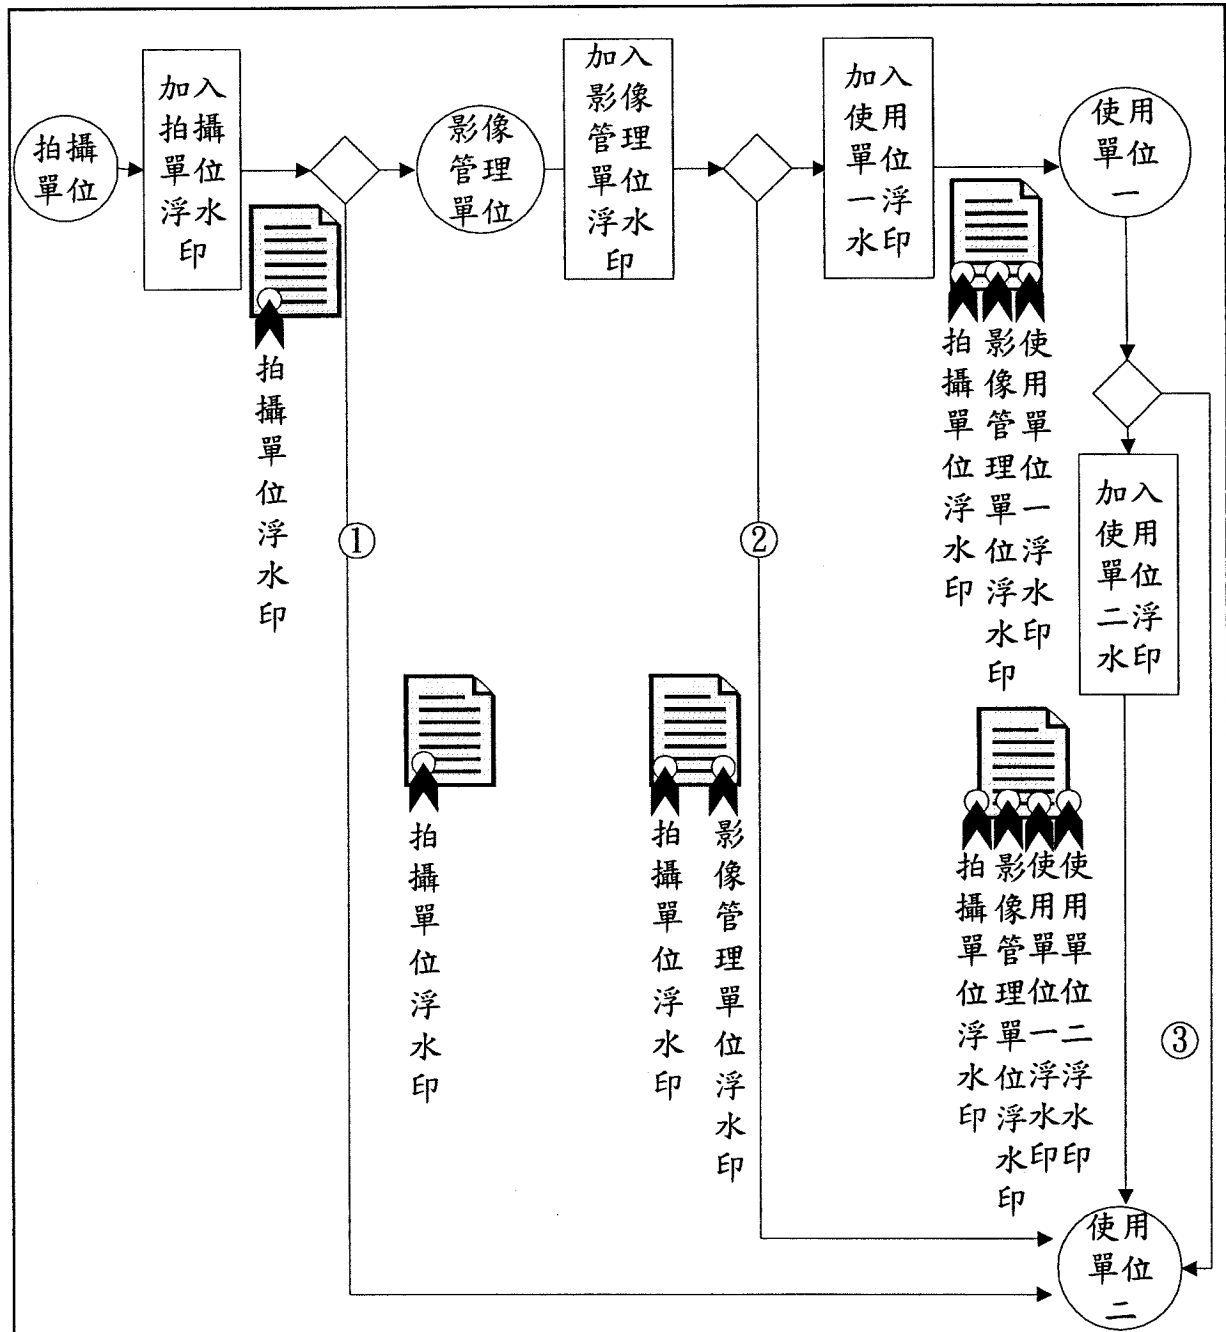 拍攝
單位
加入
拍攝
單位
浮水
印
影像
管理
單位
加入
影像
管理
單位
浮水
印
加入
使用
單位
一浮
水印
使用
單位
一
拍攝單位浮水印
拍攝單位浮水印
影像管理單位浮水印
使用單位一浮水印
加入
使用
單位
二浮
水印
①
②
拍攝單位浮水印
拍攝單位浮水印
影像管理單位浮水印
拍攝單位浮水印
影像管理單位浮水印
使用單位一浮水印
使用單位二浮水印
③
使用
單位
二